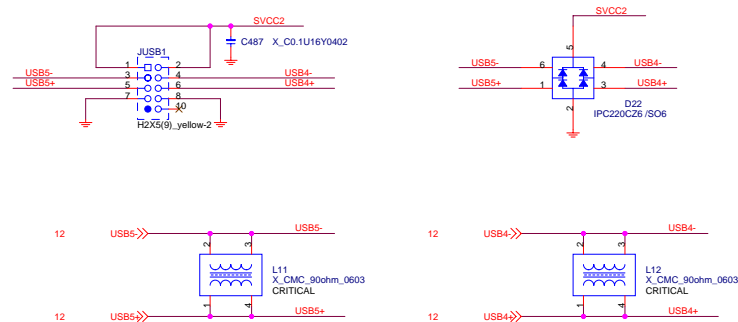 SVCC2
SVCC2
JUSB1
C487 X_C0.1U16Y0402
1 2
USB5- 3 4 USB4-
USB5+ 5 6 USB4+
7 8
10
H2X5(9)_yellow-2
5
USB5- 6 4 USB4-
USB5+ 1 3 USB4+
2
D22
IPC220CZ6 /SO6
12 USB5- USB5-
2 3
L11
X_CMC_90ohm_0603
CRITICAL
1 4
12 USB5+ USB5+
12 USB4- USB4-
2 3
L12
X_CMC_90ohm_0603
CRITICAL
1 4
12 USB4+ USB4+